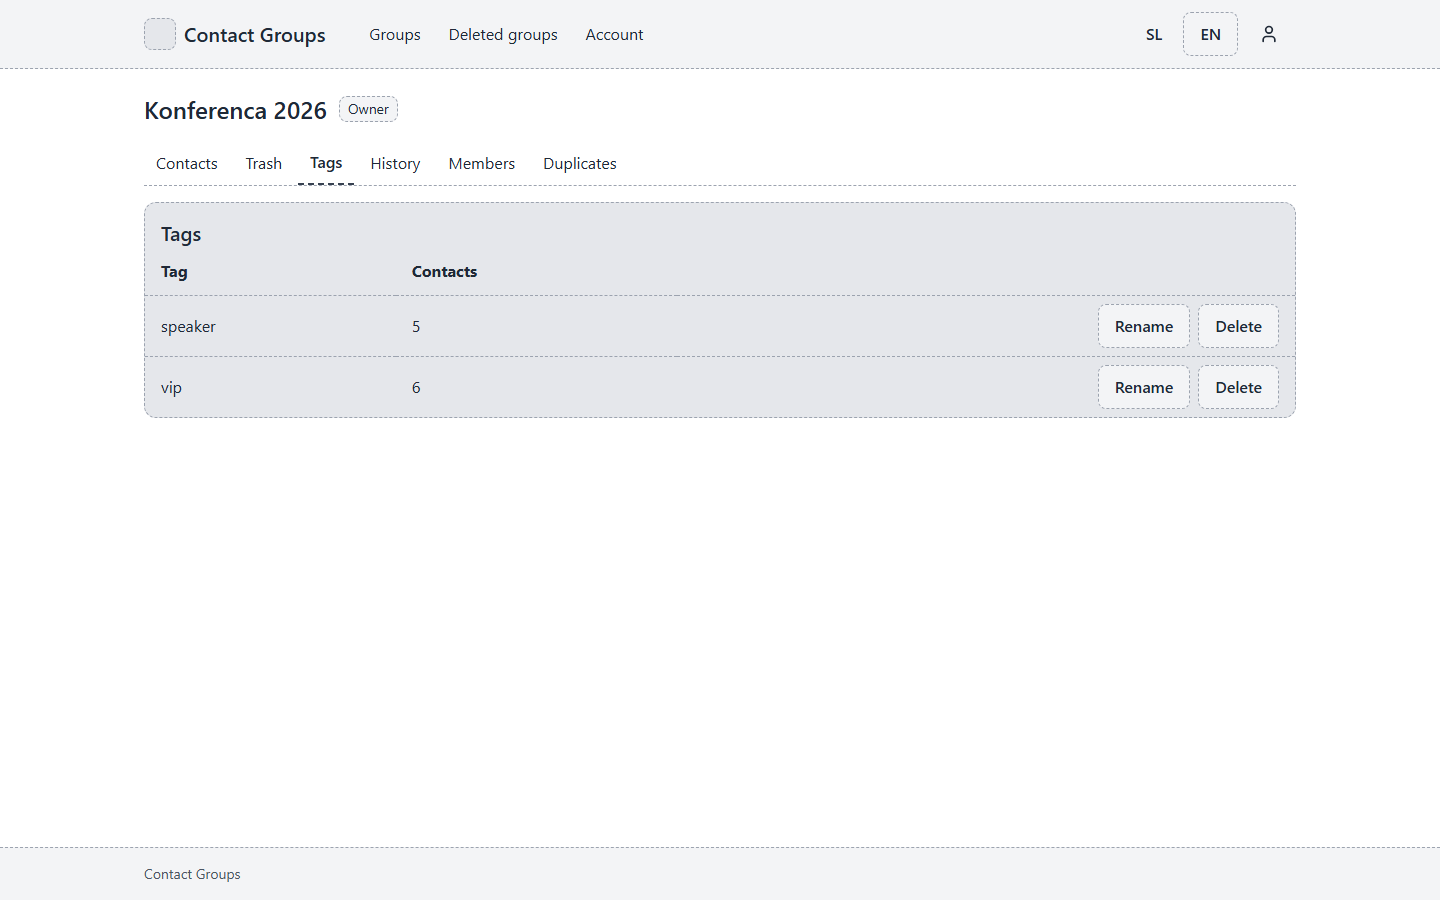 Contact Groups Groups Deleted groups Account SL EN
Konferenca 2026 Owner
Contacts Trash Tags History Members Duplicates
Tags
Tag Contacts
speaker 5 Rename Delete
vip 6 Rename Delete
Contact Groups